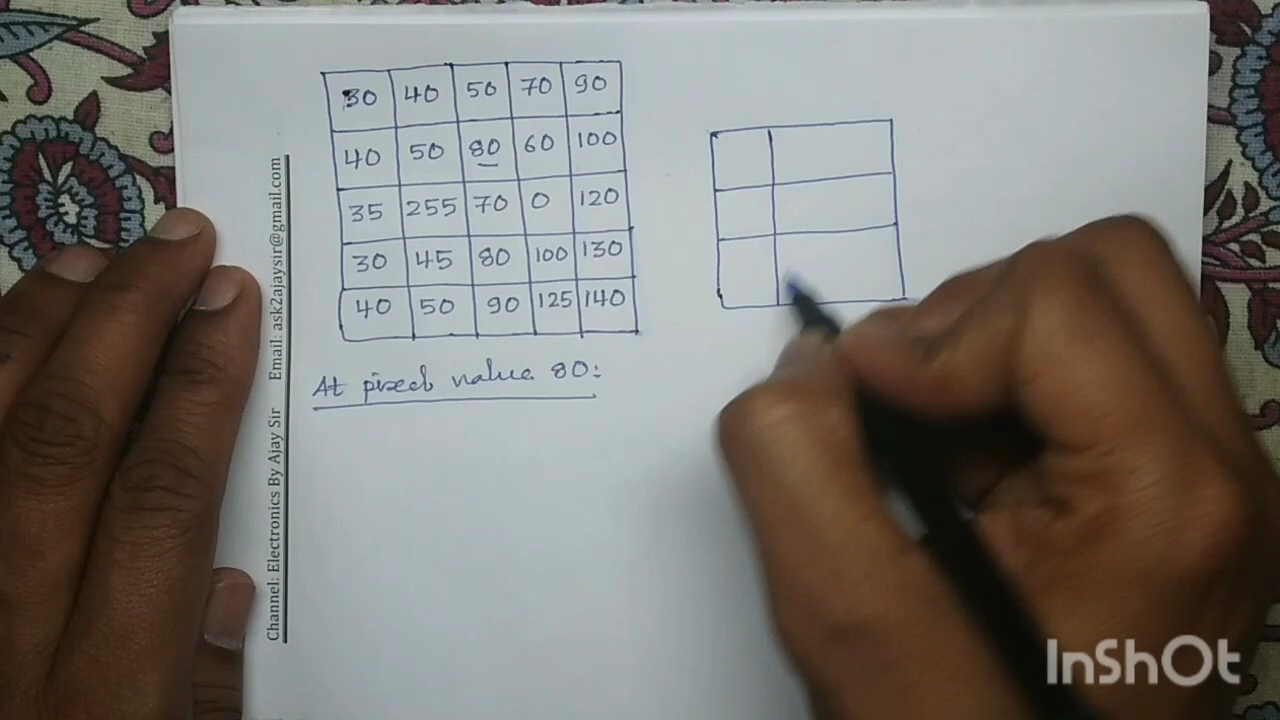 30 40 50 70 90
40 50 80 60 100
35 255 70 0 120
30 45 80 100 130
40 50 90 125 140
At pixel value 80:
Channel: Electronics By Ajay Sir Email: ask2ajaysir@gmail.com
InShOt